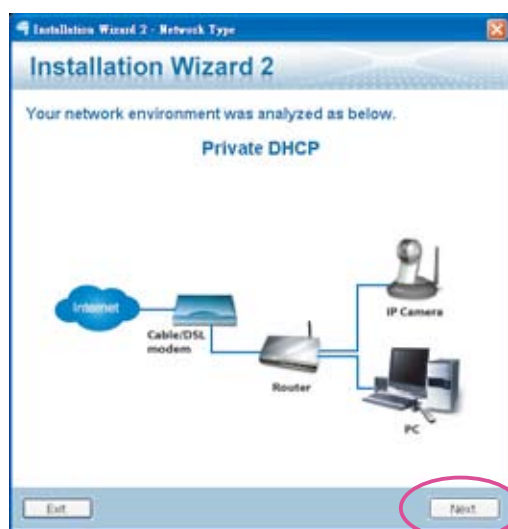 Installation Wizard 2 - Network Type
Installation Wizard 2
Your network environment was analyzed as below.
Private DHCP
Internet
Cable/DSL
modem
IP Camera
Router
PC
Exit
Next